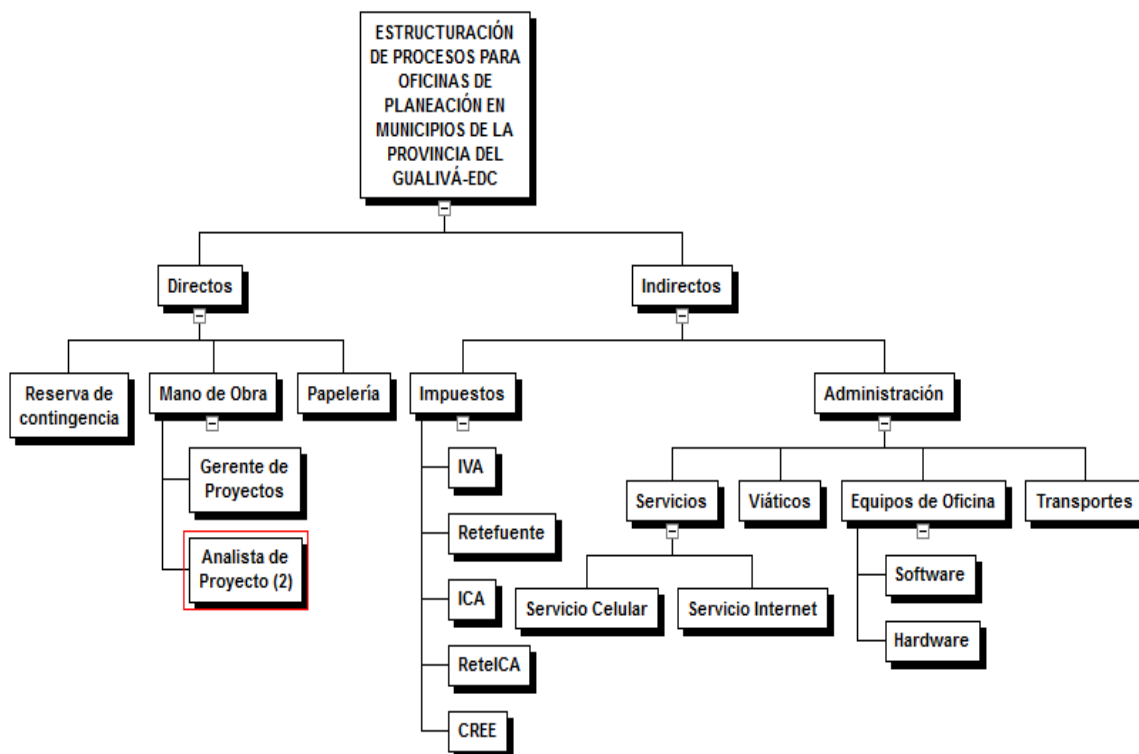 ESTRUCTURACIÓN
DE PROCESOS PARA
OFICINAS DE
PLANEACIÓN EN
MUNICIPIOS DE LA
PROVINCIA DEL
GUALIVÁ-EDC
Directos
Indirectos
Reserva de
contingencia
Mano de Obra
Papelería
Impuestos
Administración
Gerente de
Proyectos
Analista de
Proyecto (2)
IVA
Retefuente
ICA
ReteICA
CREE
Servicios
Viáticos
Equipos de Oficina
Transportes
Servicio Celular
Servicio Internet
Software
Hardware